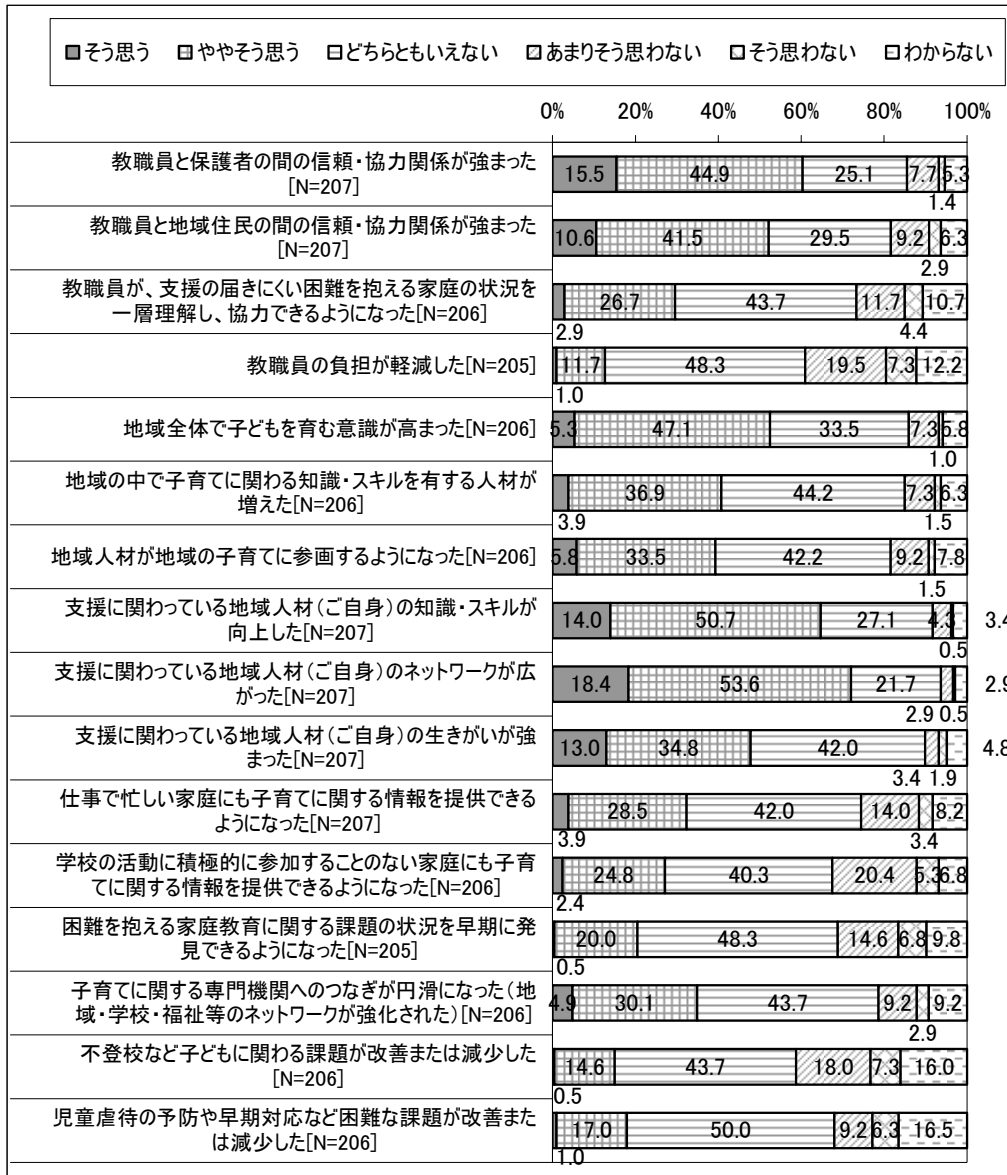 ■そう思う ▦ややそう思う ▤どちらともいえない ▨あまりそう思わない ▩そう思わない □わからない
0% 20% 40% 60% 80% 100%
教職員と保護者の間の信頼・協力関係が強まった
[N=207]
15.5 44.9 25.1 7.7 5.3
1.4
教職員と地域住民の間の信頼・協力関係が強まった
[N=207]
10.6 41.5 29.5 9.2 6.3
2.9
教職員が、支援の届きにくい困難を抱える家庭の状況を
一層理解し、協力できるようになった[N=206]
26.7 43.7 11.7 10.7
2.9 4.4
教職員の負担が軽減した[N=205]
11.7 48.3 19.5 7.3 12.2
1.0
地域全体で子どもを育む意識が高まった[N=206]
5.3 47.1 33.5 7.3 5.8
1.0
地域の中で子育てに関わる知識・スキルを有する人材が
増えた[N=206]
36.9 44.2 7.3 6.3
3.9 1.5
地域人材が地域の子育てに参画するようになった[N=206]
5.8 33.5 42.2 9.2 7.8
1.5
支援に関わっている地域人材(ご自身)の知識・スキルが
向上した[N=207]
14.0 50.7 27.1 4.3 3.4
0.5
支援に関わっている地域人材(ご自身)のネットワークが広
がった[N=207]
18.4 53.6 21.7 2.9
2.9 0.5
支援に関わっている地域人材(ご自身)の生きがいが強
まった[N=207]
13.0 34.8 42.0 4.8
3.4 1.9
仕事で忙しい家庭にも子育てに関する情報を提供できる
ようになった[N=207]
28.5 42.0 14.0 8.2
3.9 3.4
学校の活動に積極的に参加することのない家庭にも子育
てに関する情報を提供できるようになった[N=206]
24.8 40.3 20.4 5.3 6.8
2.4
困難を抱える家庭教育に関する課題の状況を早期に発
見できるようになった[N=205]
20.0 48.3 14.6 6.8 9.8
0.5
子育てに関する専門機関へのつなぎが円滑になった(地
域・学校・福祉等のネットワークが強化された)[N=206]
4.9 30.1 43.7 9.2 9.2
2.9
不登校など子どもに関わる課題が改善または減少した
[N=206]
14.6 43.7 18.0 7.3 16.0
0.5
児童虐待の予防や早期対応など困難な課題が改善また
は減少した[N=206]
17.0 50.0 9.2 6.3 16.5
1.0